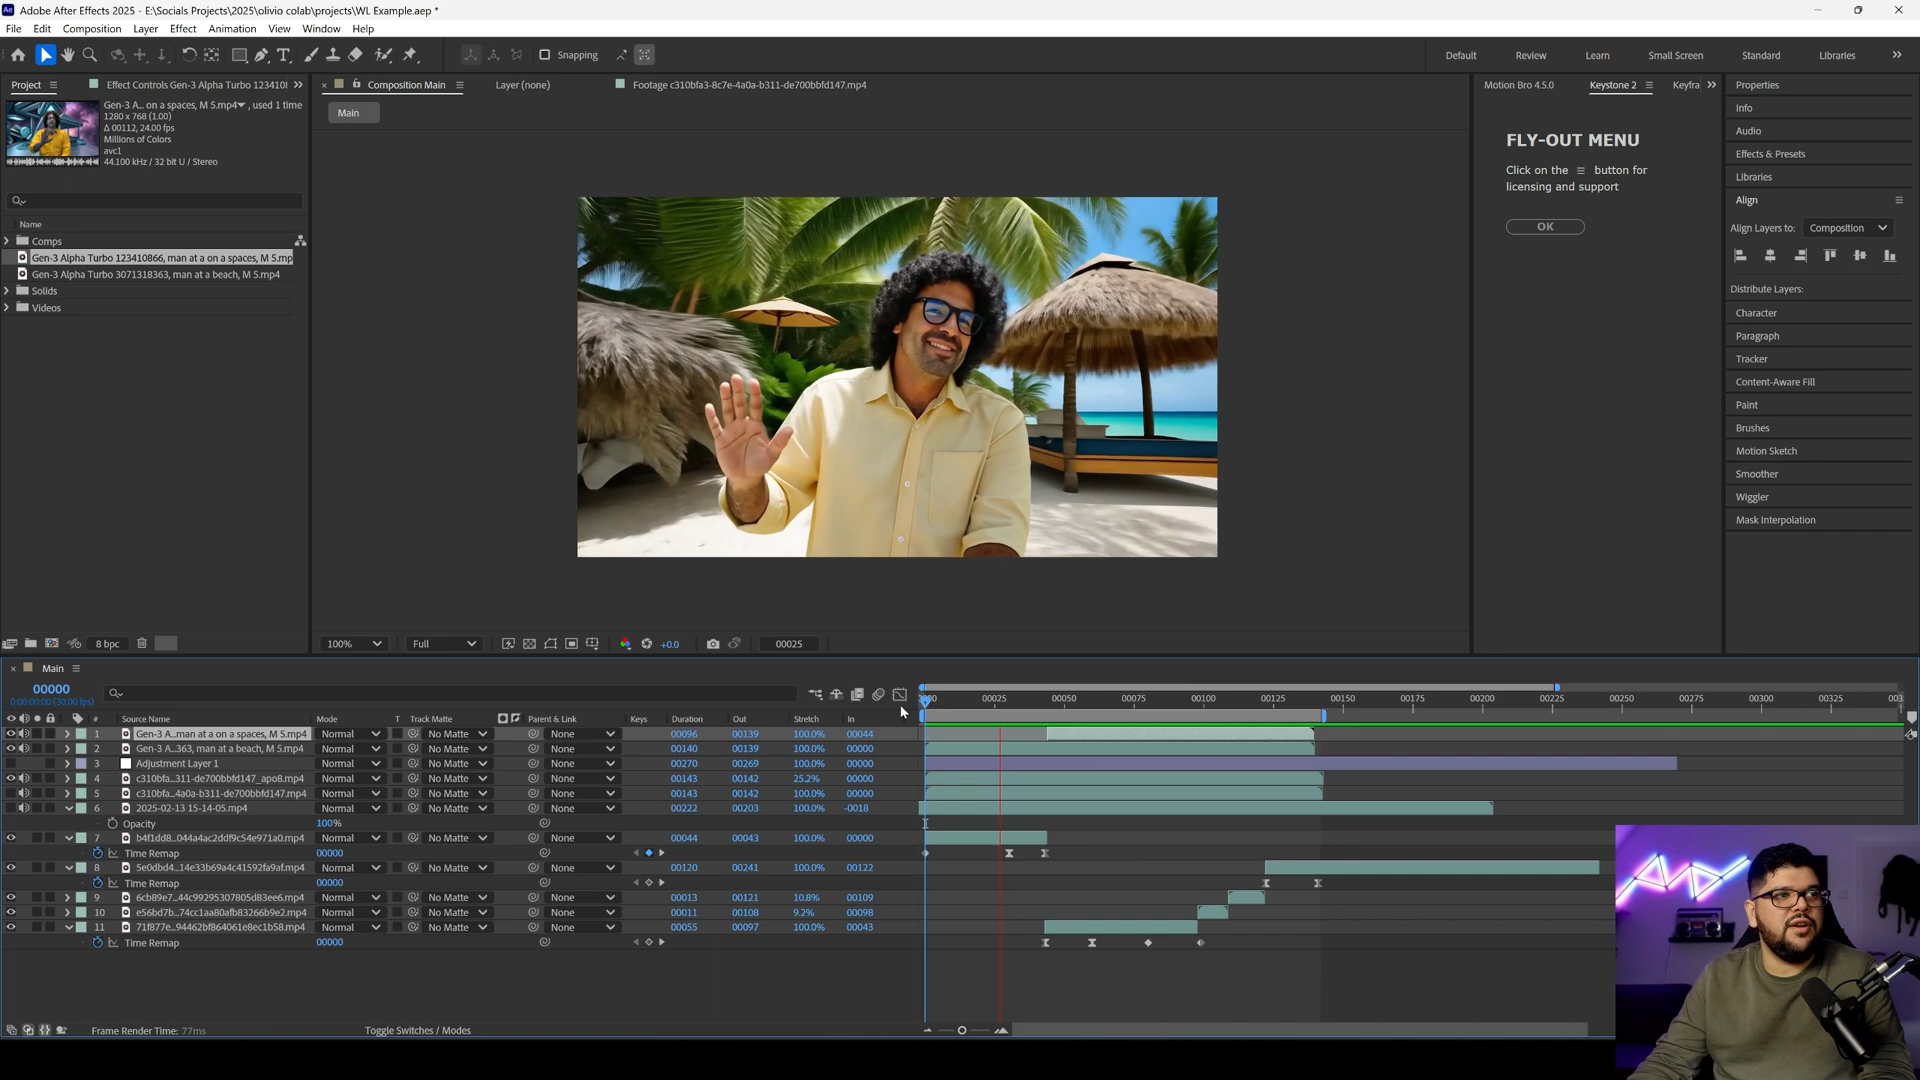 Adobe After Effects 2025 - E:\Socials Projects\2025\olivio colab\projects\WL Example.aep *
File Edit Composition Layer Effect Animation View Window Help
Snapping
Default Review Learn Small Screen Standard Libraries
Project Effect Controls Gen-3 Alpha Turbo 123410
Composition Main
Layer (none)
Footage c310bfa3-8c7e-4a0a-b311-de700bbfd147.mp4
Motion Bro 4.5.0 Keystone 2 Keyfra
Main
Gen-3 A... on a spaces, M 5.mp4 , used 1 time
1280 x 768 (1.00)
Δ 00112, 24.00 fps
Millions of Colors
avc1
44.100 kHz / 32 bit U / Stereo
Name
Comps
Gen-3 Alpha Turbo 123410866, man at a on a spaces, M 5.mp
Gen-3 Alpha Turbo 3071318363, man at a beach, M 5.mp4
Solids
Videos
FLY-OUT MENU
Click on the ≡ button for
licensing and support
OK
Properties
Info
Audio
Effects & Presets
Libraries
Align
Align Layers to: Composition
Distribute Layers:
Character
Paragraph
Tracker
Content-Aware Fill
Paint
Brushes
Motion Sketch
Smoother
Wiggler
Mask Interpolation
8 bpc
100% Full +0.0 00025
Main
00000
0:00:00:00 (30.00 fps)
00025 00050 00075 00100 00125 00150 00175 00200 00225 00250 00275 00300 00325
# Source Name Mode T Track Matte Parent & Link Keys Duration Out Stretch In
1 Gen-3 A...man at a on a spaces, M 5.mp4 Normal No Matte None 00096 00139 100.0% 00044
2 Gen-3 A...363, man at a beach, M 5.mp4 Normal No Matte None 00140 00139 100.0% 00000
3 Adjustment Layer 1 Normal No Matte None 00270 00269 100.0% 00000
4 c310bfa...311-de700bbfd147_apo8.mp4 Normal No Matte None 00143 00142 25.2% 00000
5 c310bfa...4a0a-b311-de700bbfd147.mp4 Normal No Matte None 00143 00142 100.0% 00000
6 2025-02-13 15-14-05.mp4 Normal No Matte None 00222 00203 100.0% -0018
Opacity 100%
7 b4f1dd8...044a4ac2ddf9c54e971a0.mp4 Normal No Matte None 00044 00043 100.0% 00000
Time Remap 00000
8 5e0dbd4...14e33b69a4c41592fa9af.mp4 Normal No Matte None 00120 00241 100.0% 00122
Time Remap 00000
9 6cb89e7...44c99295307805d83ee6.mp4 Normal No Matte None 00013 00121 10.8% 00109
10 e56bd7b...74cc1aa80afb83266b9e2.mp4 Normal No Matte None 00011 00108 9.2% 00098
11 71f877e...94462bf864061e8ec1b58.mp4 Normal No Matte None 00055 00097 100.0% 00043
Time Remap 00000
Frame Render Time: 77ms
Toggle Switches / Modes